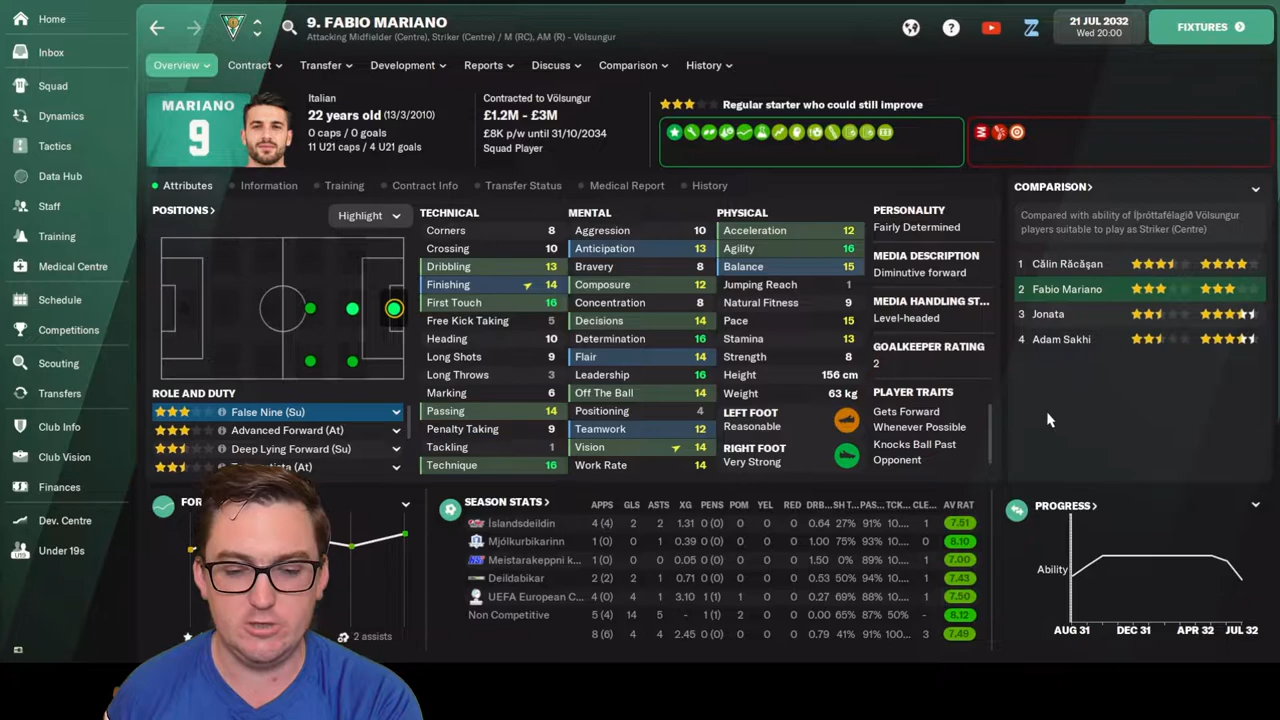 Home
Inbox
Squad
Dynamics
Tactics
Data Hub
Staff
Training
Medical Centre
Schedule
Competitions
Scouting
Transfers
Club Info
Club Vision
Finances
Dev. Centre
Under 19s
9. FABIO MARIANO
Attacking Midfielder (Centre), Striker (Centre) / M (RC), AM (R) - Völsungur
21 JUL 2032
Wed 20:00
FIXTURES
Overview
Contract
Transfer
Development
Reports
Discuss
Comparison
History
MARIANO
9
Italian
22 years old (13/3/2010)
0 caps / 0 goals
11 U21 caps / 4 U21 goals
Contracted to Völsungur
£1.2M - £3M
£8K p/w until 31/10/2034
Squad Player
Regular starter who could still improve
Attributes
Information
Training
Contract Info
Transfer Status
Medical Report
History
POSITIONS>
Highlight
ROLE AND DUTY
False Nine (Su)
Advanced Forward (At)
Deep Lying Forward (Su)
TECHNICAL
Corners 8
Crossing 10
Dribbling 13
Finishing 14
First Touch 16
Free Kick Taking 5
Heading 10
Long Shots 9
Long Throws 3
Marking 6
Passing 14
Penalty Taking 9
Tackling 1
Technique 16
MENTAL
Aggression 10
Anticipation 13
Bravery 8
Composure 12
Concentration 8
Decisions 14
Determination 16
Flair 14
Leadership 16
Off The Ball 14
Positioning 4
Teamwork 12
Vision 14
Work Rate 14
PHYSICAL
Acceleration 12
Agility 16
Balance 15
Jumping Reach 1
Natural Fitness 9
Pace 15
Stamina 13
Strength 8
Height 156 cm
Weight 63 kg
LEFT FOOT
Reasonable
RIGHT FOOT
Very Strong
PERSONALITY
Fairly Determined
MEDIA DESCRIPTION
Diminutive forward
MEDIA HANDLING ST...
Level-headed
GOALKEEPER RATING
2
PLAYER TRAITS
Gets Forward
Whenever Possible
Knocks Ball Past
Opponent
COMPARISON>
Compared with ability of Íþróttafélagið Völsungur
players suitable to play as Striker (Centre)
1 Călin Răcășan
2 Fabio Mariano
3 Jonata
4 Adam Sakhi
2 assists
SEASON STATS> APPS GLS ASTS XG PENS POM YEL RED DRB... SH T... PAS... TCK... CLE... AV RAT
Íslandsdeildin 4 (4) 2 2 1.31 0 (0) 0 0 0 0.64 27% 91% 10.... 1 7.51
Mjólkurbikarinn 1 (0) 0 1 0.39 0 (0) 0 0 0 1.00 75% 93% 10.... 0 8.10
Meistarakeppni k... 1 (0) 0 0 0.05 0 (0) 0 0 0 1.50 0% 89% 10.... 1 7.00
Deildabikar 2 (2) 2 1 0.71 0 (0) 0 0 0 0.53 50% 94% 10.... 1 7.43
UEFA European C... 4 (0) 4 1 3.10 1 (1) 1 0 0 0.27 69% 88% 10.... 1 7.50
Non Competitive 5 (4) 14 5 - 1 (1) 2 0 0 0.00 65% 87% 50% - 8.12
8 (6) 4 4 2.45 0 (0) 0 0 0 0.79 41% 91% 100... 3 7.49
PROGRESS>
Ability
AUG 31 DEC 31 APR 32 JUL 32